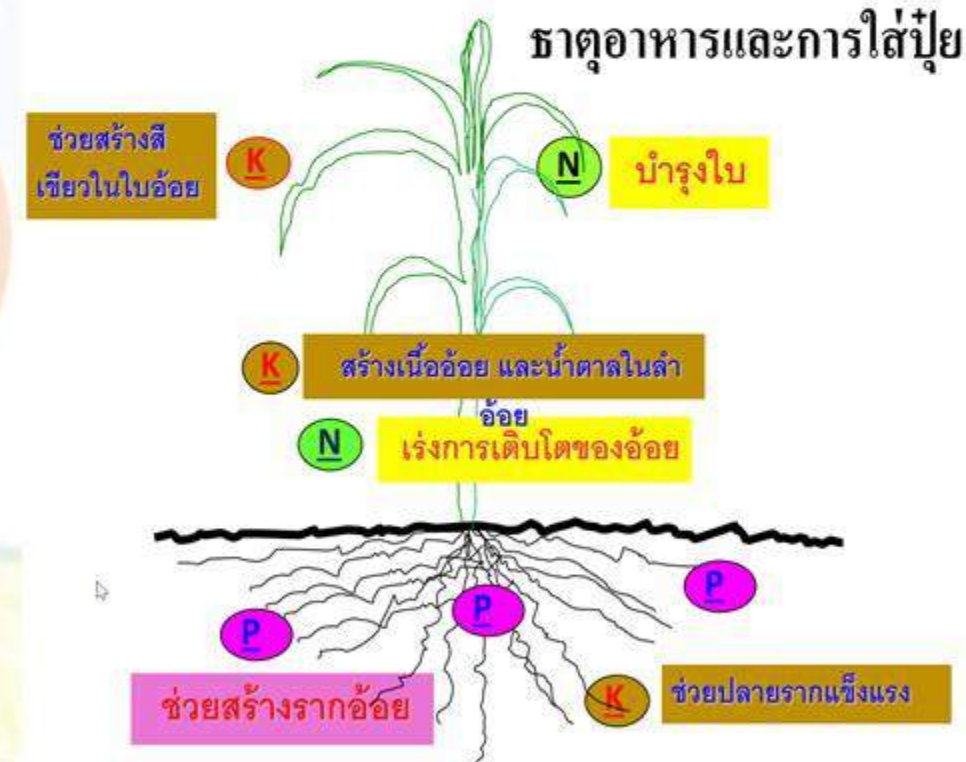 ธาตุอาหารและการใส่ปุ๋ย
ช่วยสร้างสี
เขียวในใบอ้อย
K
N
บำรุงใบ
K
สร้างเนื้ออ้อย และน้ำตาลในลำ
อ้อย
N
เร่งการเติบโตของอ้อย
P
P
P
ช่วยสร้างรากอ้อย
K
ช่วยปลายรากแข็งแรง